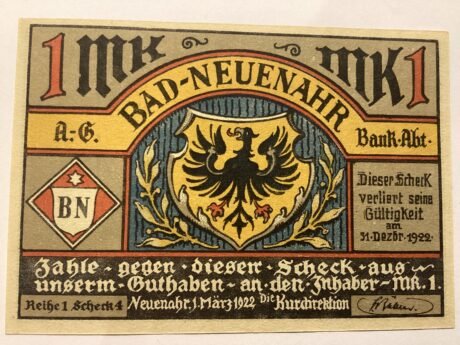 1 MK MK 1
BAD-NEUENAHR
A.-G.
Bank-Abt.
BN
Dieser Scheck
verliert seine
Gültigkeit
am
31. Dezbr. 1922.
Zahle - gegen - diesen - Scheck - aus
unserm - Guthaben - an - den - Inhaber - MK. 1.
Reihe 1 Scheck 4 Neuenahr, 1. März 1922 Die Kurdirektion